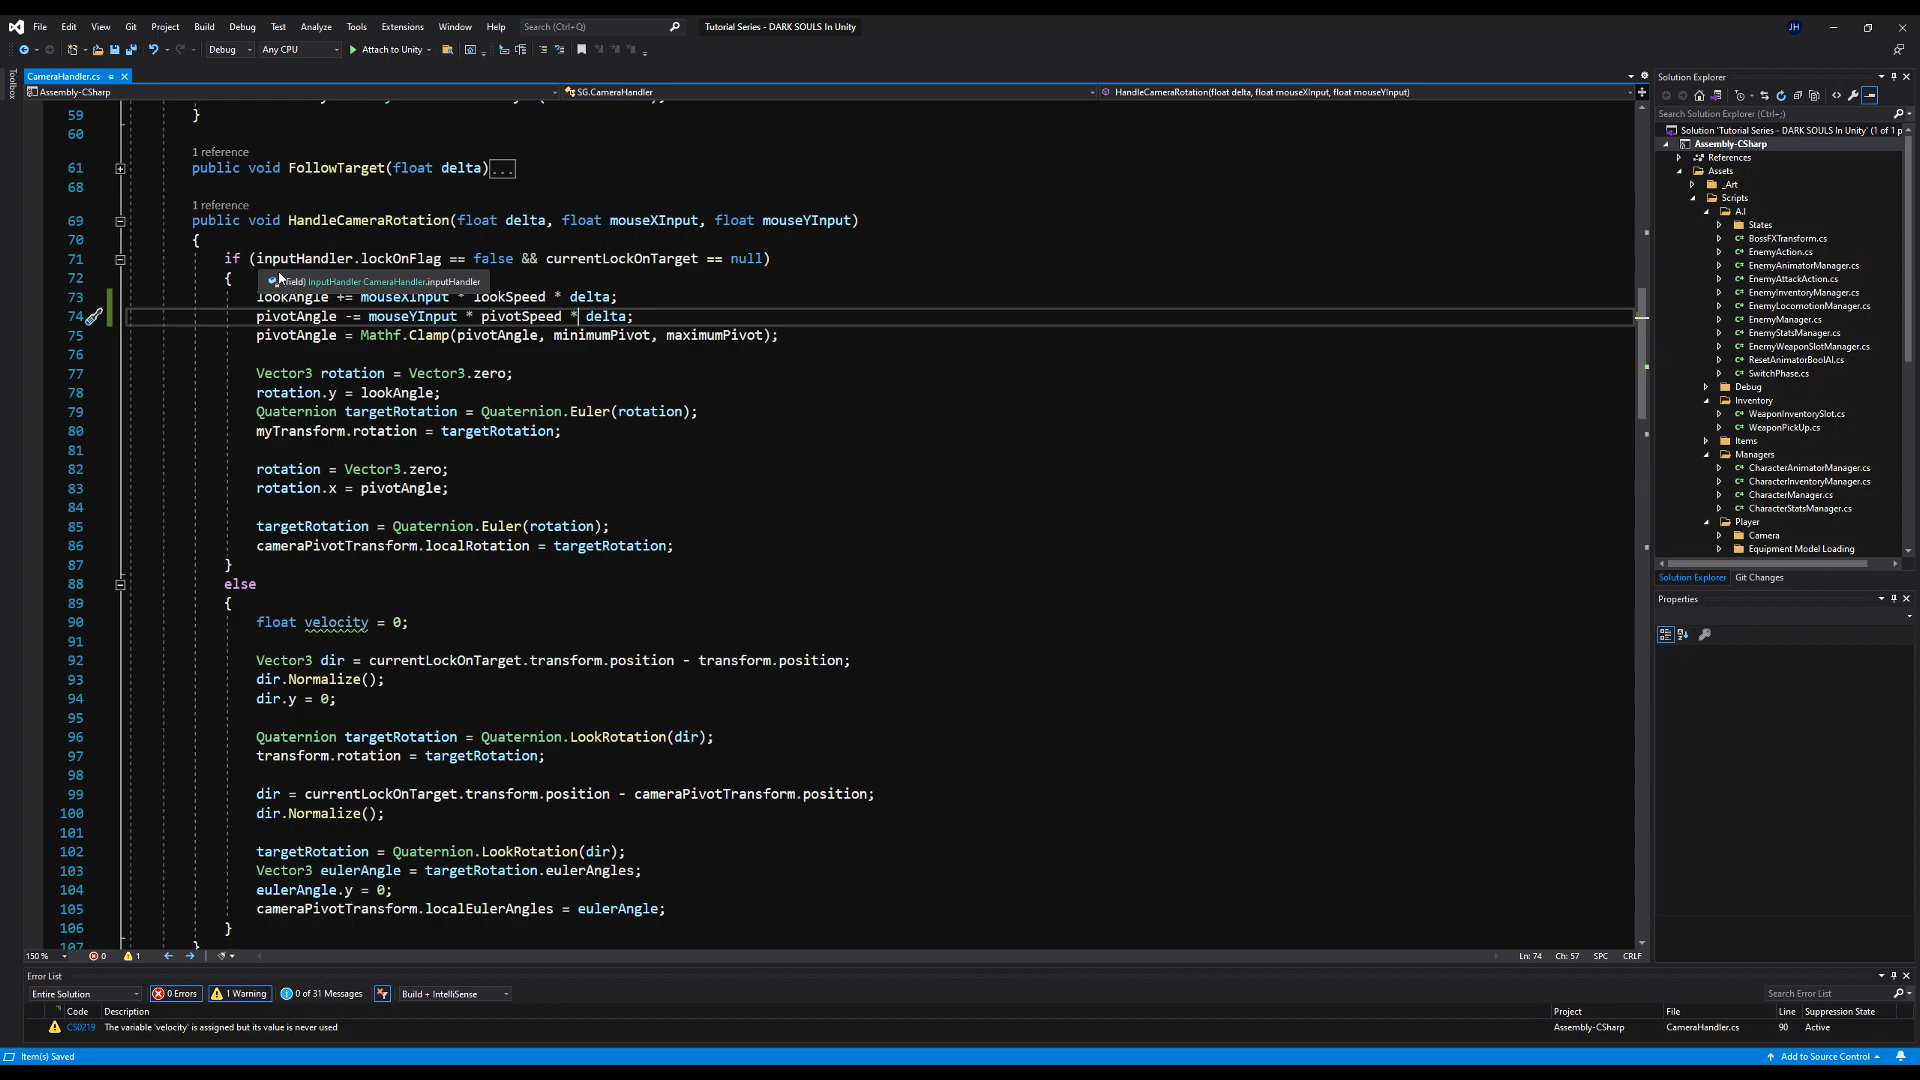 File Edit View Git Project Build Debug Test Analyze Tools Extensions Window Help Search (Ctrl+Q) Tutorial Series - DARK SOULS In Unity JH
Debug Any CPU Attach to Unity
Toolbox
CameraHandler.cs
Assembly-CSharp SG.CameraHandler HandleCameraRotation(float delta, float mouseXInput, float mouseYInput)
59 }
60
1 reference
61 public void FollowTarget(float delta)...
68
1 reference
69 public void HandleCameraRotation(float delta, float mouseXInput, float mouseYInput)
70 {
71 if (inputHandler.lockOnFlag == false && currentLockOnTarget == null)
72 {
InputHandler CameraHandler.inputHandler
73 lookAngle += mouseXInput * lookSpeed * delta;
74 pivotAngle -= mouseYInput * pivotSpeed * delta;
75 pivotAngle = Mathf.Clamp(pivotAngle, minimumPivot, maximumPivot);
76
77 Vector3 rotation = Vector3.zero;
78 rotation.y = lookAngle;
79 Quaternion targetRotation = Quaternion.Euler(rotation);
80 myTransform.rotation = targetRotation;
81
82 rotation = Vector3.zero;
83 rotation.x = pivotAngle;
84
85 targetRotation = Quaternion.Euler(rotation);
86 cameraPivotTransform.localRotation = targetRotation;
87 }
88 else
89 {
90 float velocity = 0;
91
92 Vector3 dir = currentLockOnTarget.transform.position - transform.position;
93 dir.Normalize();
94 dir.y = 0;
95
96 Quaternion targetRotation = Quaternion.LookRotation(dir);
97 transform.rotation = targetRotation;
98
99 dir = currentLockOnTarget.transform.position - cameraPivotTransform.position;
100 dir.Normalize();
101
102 targetRotation = Quaternion.LookRotation(dir);
103 Vector3 eulerAngle = targetRotation.eulerAngles;
104 eulerAngle.y = 0;
105 cameraPivotTransform.localEulerAngles = eulerAngle;
106 }
107 }
150 % 0 1 Ln: 74 Ch: 57 SPC CRLF
Error List
Entire Solution 0 Errors 1 Warning 0 of 31 Messages Build + IntelliSense Search Error List
Code Description Project File Line Suppression State
CS0219 The variable 'velocity' is assigned but its value is never used Assembly-CSharp CameraHandler.cs 90 Active
Item(s) Saved Add to Source Control
Solution Explorer
Search Solution Explorer (Ctrl+;)
Solution 'Tutorial Series - DARK SOULS In Unity' (1 of 1 p
Assembly-CSharp
References
Assets
_Art
Scripts
A.I
States
BossFXTransform.cs
EnemyAction.cs
EnemyAnimatorManager.cs
EnemyAttackAction.cs
EnemyInventoryManager.cs
EnemyLocomotionManager.cs
EnemyManager.cs
EnemyStatsManager.cs
EnemyWeaponSlotManager.cs
ResetAnimatorBoolAI.cs
SwitchPhase.cs
Debug
Inventory
WeaponInventorySlot.cs
WeaponPickUp.cs
Items
Managers
CharacterAnimatorManager.cs
CharacterInventoryManager.cs
CharacterManager.cs
CharacterStatsManager.cs
Player
Camera
Equipment Model Loading
Solution Explorer Git Changes
Properties